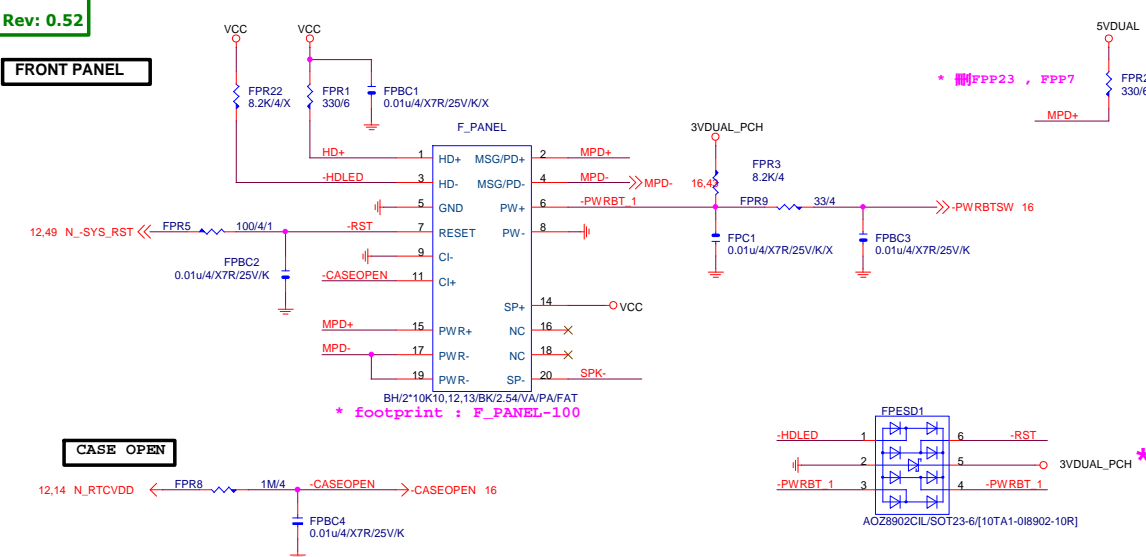 Rev: 0.52
FRONT PANEL
VCC
VCC
5VDUAL
FPR22
8.2K/4/X
FPR1
330/6
FPBC1
0.01u/4/X7R/25V/K/X
* 刪FPP23 , FPP7
FPR2
330/6
MPD+
F_PANEL
3VDUAL_PCH
HD+
1
HD+
MSG/PD+
2
MPD+
-HDLED
3
HD-
MSG/PD-
4
MPD-
MPD-
FPR3
8.2K/4
5
GND
PW+
6
-PWRBT_1
FPR9
33/4
-PWRBTSW 16
12,49 N_-SYS_RST
FPR5
100/4/1
-RST
7
RESET
PW-
8
FPC1
0.01u/4/X7R/25V/K/X
FPBC3
0.01u/4/X7R/25V/K
FPBC2
0.01u/4/X7R/25V/K
9
CI-
-CASEOPEN
11
CI+
SP+
14
VCC
MPD+
15
PWR+
NC
16
MPD-
17
PWR-
NC
18
19
PWR-
SP-
20
SPK-
BH/2*10K10,12,13/BK/2.54/VA/PA/FAT
* footprint : F_PANEL-100
CASE OPEN
12,14 N_RTCVDD
FPR8
1M/4
-CASEOPEN
-CASEOPEN 16
FPBC4
0.01u/4/X7R/25V/K
FPESD1
-HDLED
1
6
-RST
2
5
3VDUAL_PCH
*
-PWRBT_1
3
4
-PWRBT_1
AOZ8902CIL/SOT23-6/[10TA1-0I8902-10R]